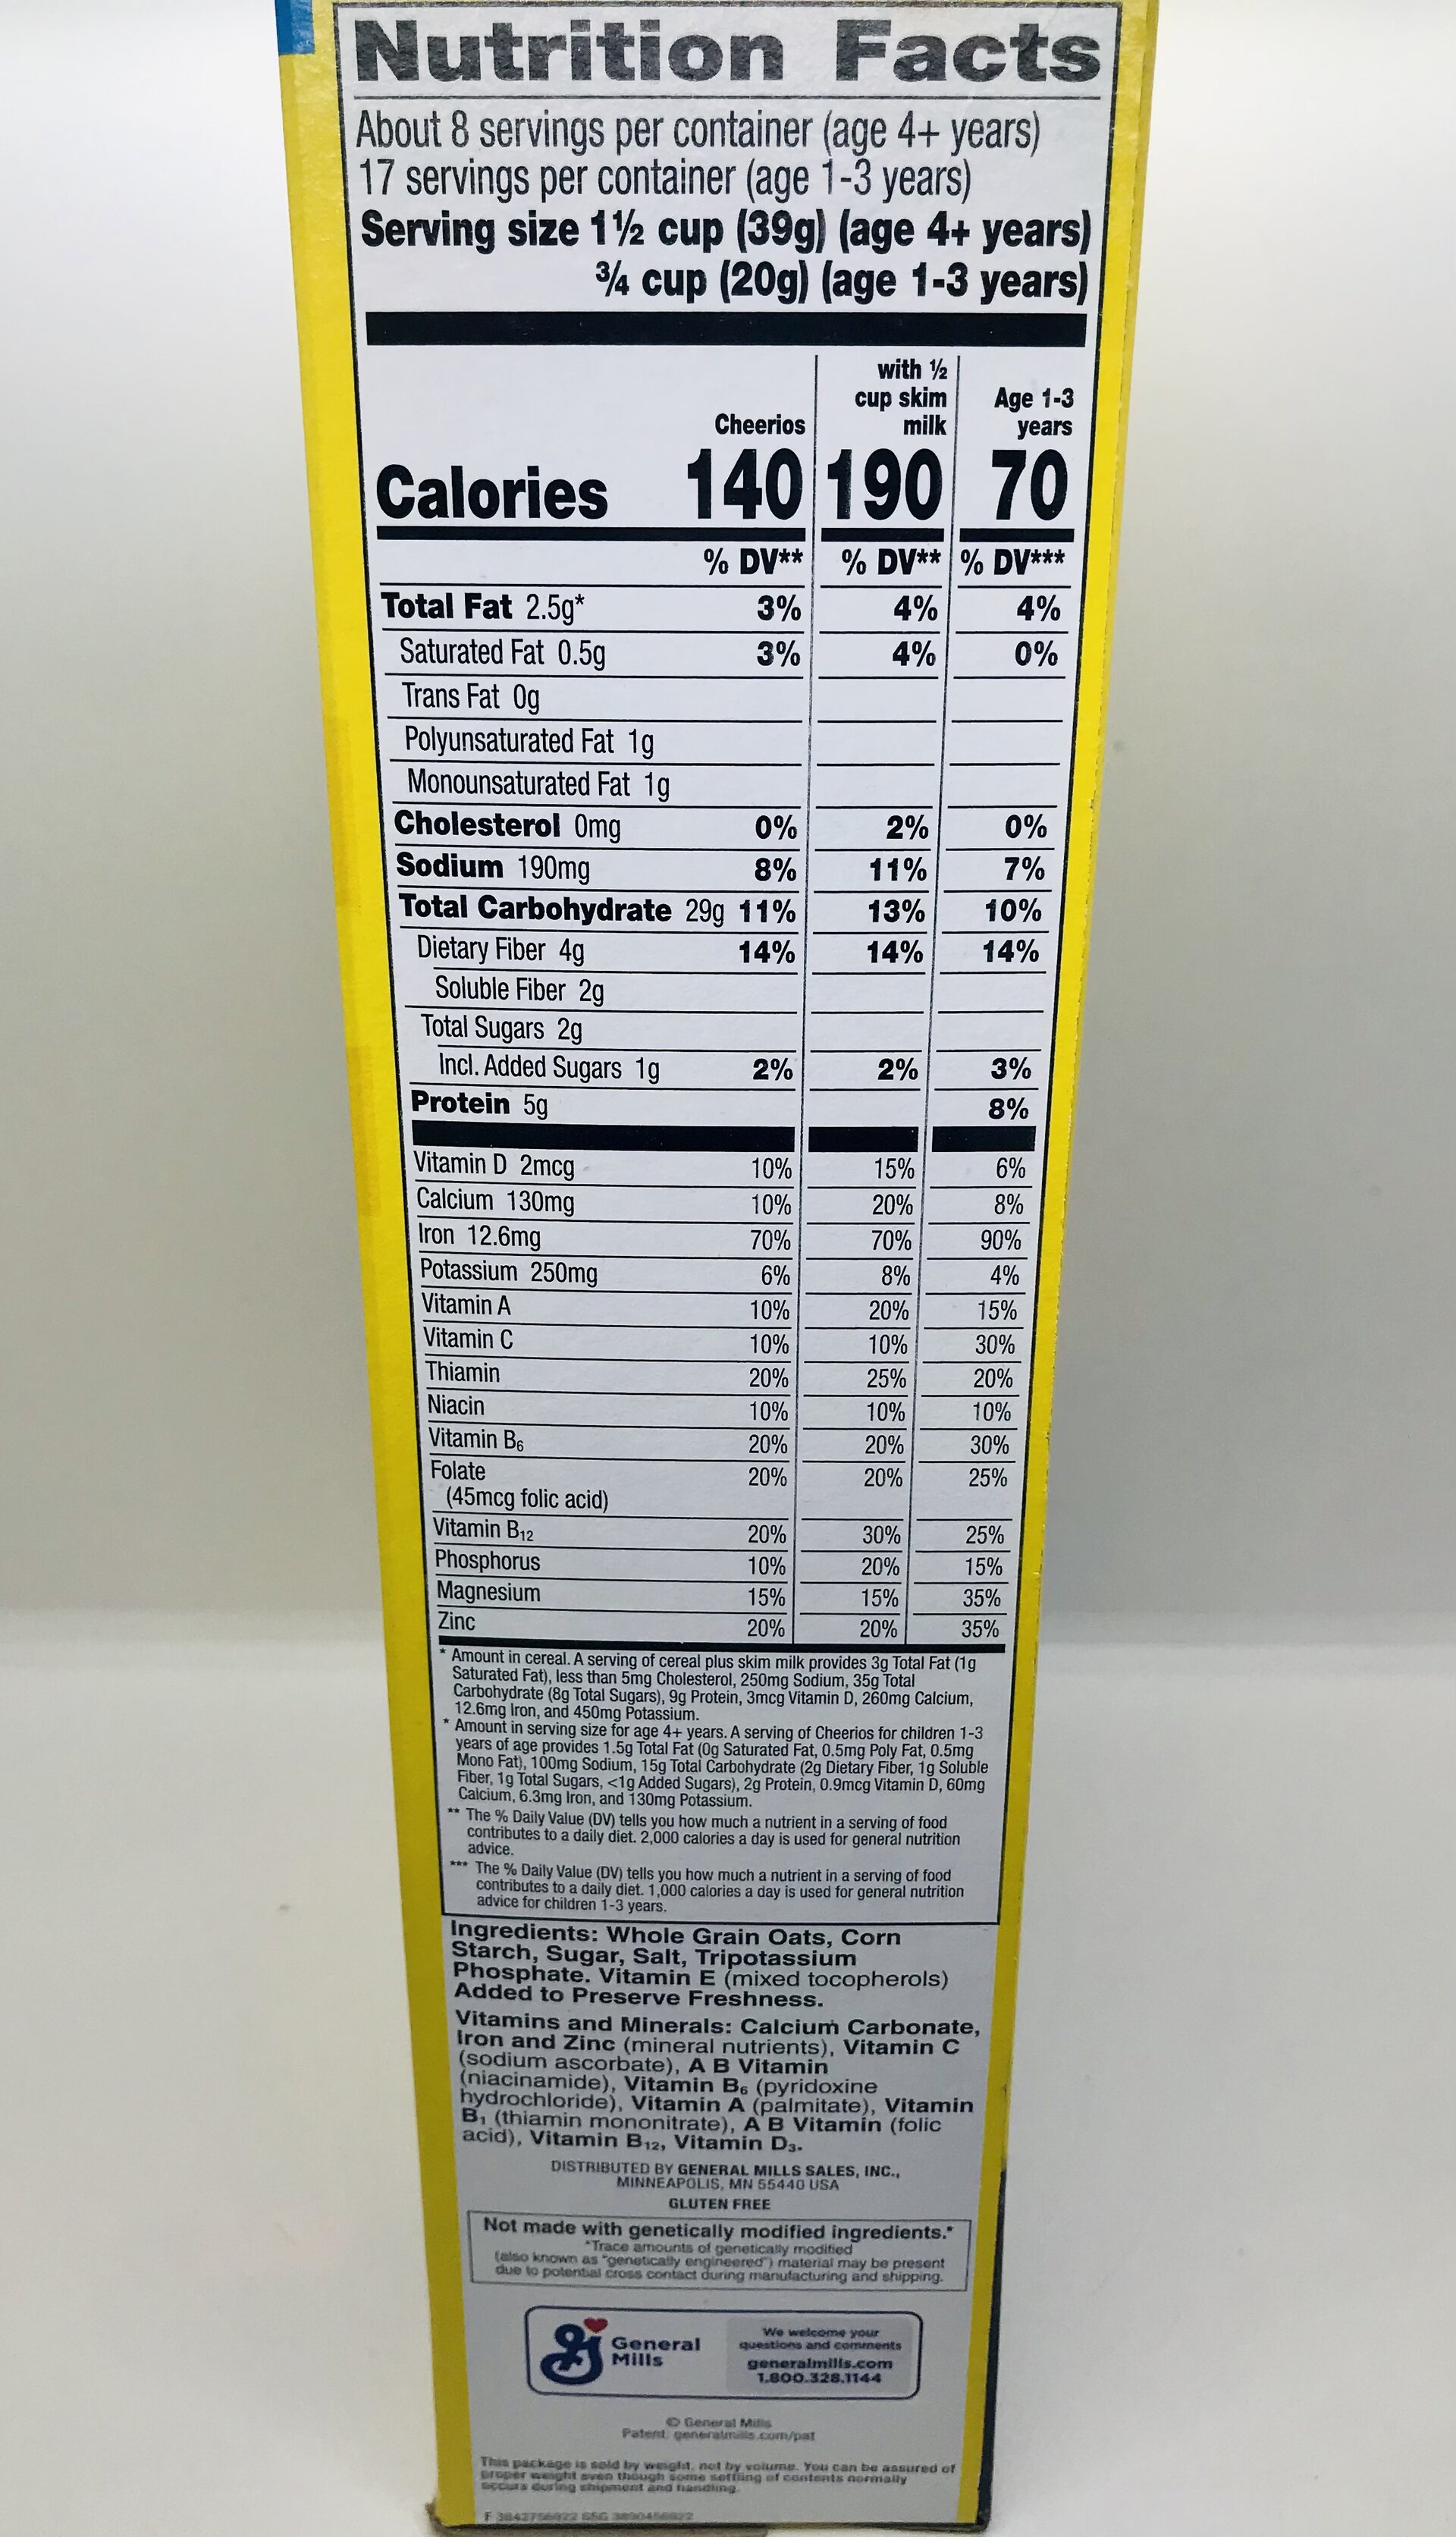 Nutrition Facts
About 8 servings per container (age 4+ years)
17 servings per container (age 1-3 years)
Serving size 1½ cup (39g) (age 4+ years)
¾ cup (20g) (age 1-3 years)
Cheerios
with ½ cup skim milk
Age 1-3 years
Calories 140 190 70
% DV** % DV** % DV***
Total Fat 2.5g* 3% 4% 4%
Saturated Fat 0.5g 3% 4% 0%
Trans Fat 0g
Polyunsaturated Fat 1g
Monounsaturated Fat 1g
Cholesterol 0mg 0% 2% 0%
Sodium 190mg 8% 11% 7%
Total Carbohydrate 29g 11% 13% 10%
Dietary Fiber 4g 14% 14% 14%
Soluble Fiber 2g
Total Sugars 2g
Incl. Added Sugars 1g 2% 2% 3%
Protein 5g 8%
Vitamin D 2mcg 10% 15% 6%
Calcium 130mg 10% 20% 8%
Iron 12.6mg 70% 70% 90%
Potassium 250mg 6% 8% 4%
Vitamin A 10% 20% 15%
Vitamin C 10% 10% 30%
Thiamin 20% 25% 20%
Niacin 10% 10% 10%
Vitamin B₆ 20% 20% 30%
Folate 20% 20% 25%
(45mcg folic acid)
Vitamin B₁₂ 20% 30% 25%
Phosphorus 10% 20% 15%
Magnesium 15% 15% 35%
Zinc 20% 20% 35%
* Amount in cereal. A serving of cereal plus skim milk provides 3g Total Fat (1g
Saturated Fat), less than 5mg Cholesterol, 250mg Sodium, 35g Total
Carbohydrate (8g Total Sugars), 9g Protein, 3mcg Vitamin D, 260mg Calcium,
12.6mg Iron, and 450mg Potassium.
* Amount in serving size for age 4+ years. A serving of Cheerios for children 1-3
years of age provides 1.5g Total Fat (0g Saturated Fat, 0.5mg Poly Fat, 0.5mg
Mono Fat), 100mg Sodium, 15g Total Carbohydrate (2g Dietary Fiber, 1g Soluble
Fiber, 1g Total Sugars, <1g Added Sugars), 2g Protein, 0.9mcg Vitamin D, 60mg
Calcium, 6.3mg Iron, and 130mg Potassium.
** The % Daily Value (DV) tells you how much a nutrient in a serving of food
contributes to a daily diet. 2,000 calories a day is used for general nutrition
advice.
*** The % Daily Value (DV) tells you how much a nutrient in a serving of food
contributes to a daily diet. 1,000 calories a day is used for general nutrition
advice for children 1-3 years.
Ingredients: Whole Grain Oats, Corn
Starch, Sugar, Salt, Tripotassium
Phosphate. Vitamin E (mixed tocopherols)
Added to Preserve Freshness.
Vitamins and Minerals: Calcium Carbonate,
Iron and Zinc (mineral nutrients), Vitamin C
(sodium ascorbate), A B Vitamin
(niacinamide), Vitamin B₆ (pyridoxine
hydrochloride), Vitamin A (palmitate), Vitamin
B₁ (thiamin mononitrate), A B Vitamin (folic
acid), Vitamin B₁₂, Vitamin D₃.
DISTRIBUTED BY GENERAL MILLS SALES, INC.,
MINNEAPOLIS, MN 55440 USA
GLUTEN FREE
Not made with genetically modified ingredients.*
*Trace amounts of genetically modified
(also known as "genetically engineered") material may be present
due to potential cross contact during manufacturing and shipping.
General
Mills
We welcome your
questions and comments
generalmills.com
1.800.328.1144
© General Mills
Patent: generalmills.com/pat
This package is sold by weight, not by volume. You can be assured of
proper weight even though some settling of contents normally
occurs during shipment and handling.